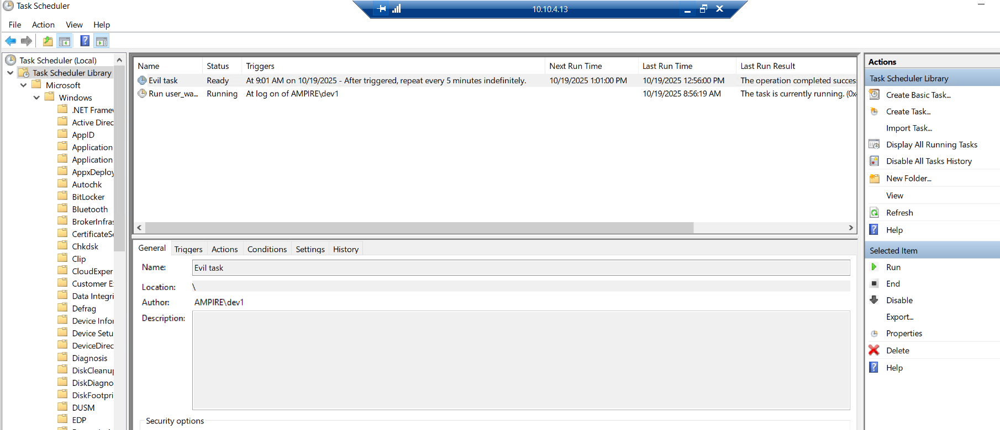 Task Scheduler
10.10.4.13
File Action View Help
Task Scheduler (Local)
Task Scheduler Library
Microsoft
Windows
.NET Framew
Active Direc
AppID
Application
Application
AppxDeploy
Autochk
BitLocker
Bluetooth
BrokerInfras
CertificateSe
Chkdsk
Clip
CloudExper
Customer E
Data Integri
Defrag
Device Infor
Device Setu
DeviceDirec
Diagnosis
DiskCleanup
DiskDiagno
DiskFootpri
DUSM
EDP
Name Status Triggers Next Run Time Last Run Time Last Run Result
Evil task Ready At 9:01 AM on 10/19/2025 - After triggered, repeat every 5 minutes indefinitely. 10/19/2025 1:01:00 PM 10/19/2025 12:56:00 PM The operation completed succes
Run user_wa... Running At log on of AMPIRE\dev1 10/19/2025 8:56:19 AM The task is currently running. (0x
General Triggers Actions Conditions Settings History
Name: Evil task
Location: \
Author: AMPIRE\dev1
Description:
Security options
Actions
Task Scheduler Library
Create Basic Task...
Create Task...
Import Task...
Display All Running Tasks
Disable All Tasks History
New Folder...
View
Refresh
Help
Selected Item
Run
End
Disable
Export...
Properties
Delete
Help